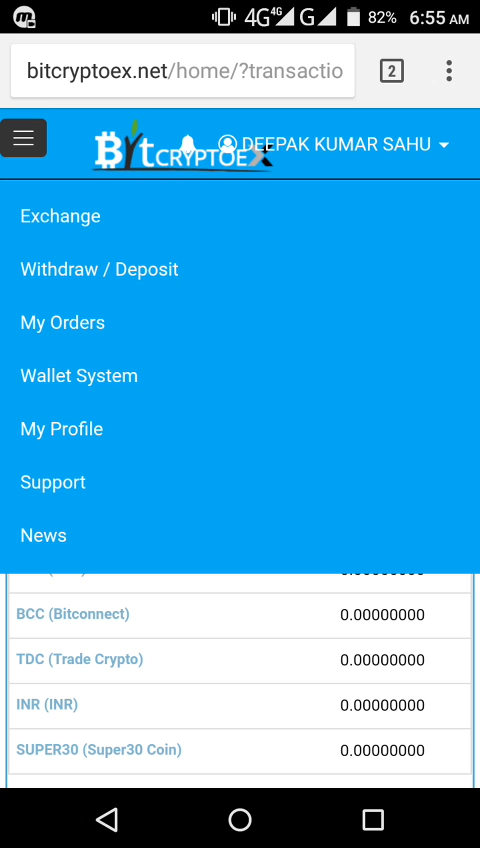 4G 4G G 82% 6:55 AM
bitcryptoex.net/home/?transactio
2
BitCRYPTOEX DEEPAK KUMAR SAHU
Exchange
Withdraw / Deposit
My Orders
Wallet System
My Profile
Support
News
BCC (Bitconnect) 0.00000000
TDC (Trade Crypto) 0.00000000
INR (INR) 0.00000000
SUPER30 (Super30 Coin) 0.00000000